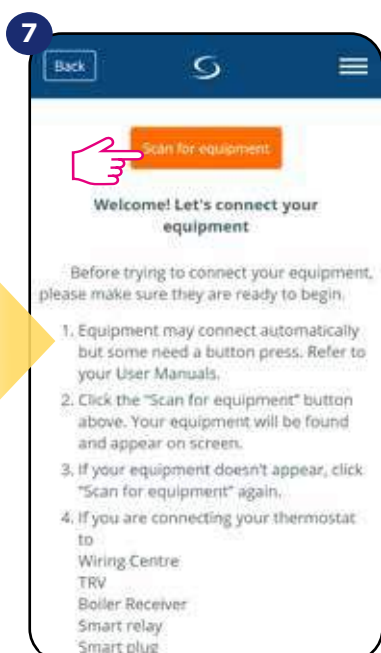 7
Back
Scan for equipment
Welcome! Let's connect your
equipment
Before trying to connect your equipment,
please make sure they are ready to begin.
1. Equipment may connect automatically
but some need a button press. Refer to
your User Manuals.
2. Click the "Scan for equipment" button
above. Your equipment will be found
and appear on screen.
3. If your equipment doesn't appear, click
"Scan for equipment" again.
4. If you are connecting your thermostat
to
Wiring Centre
TRV
Boiler Receiver
Smart relay
Smart plug